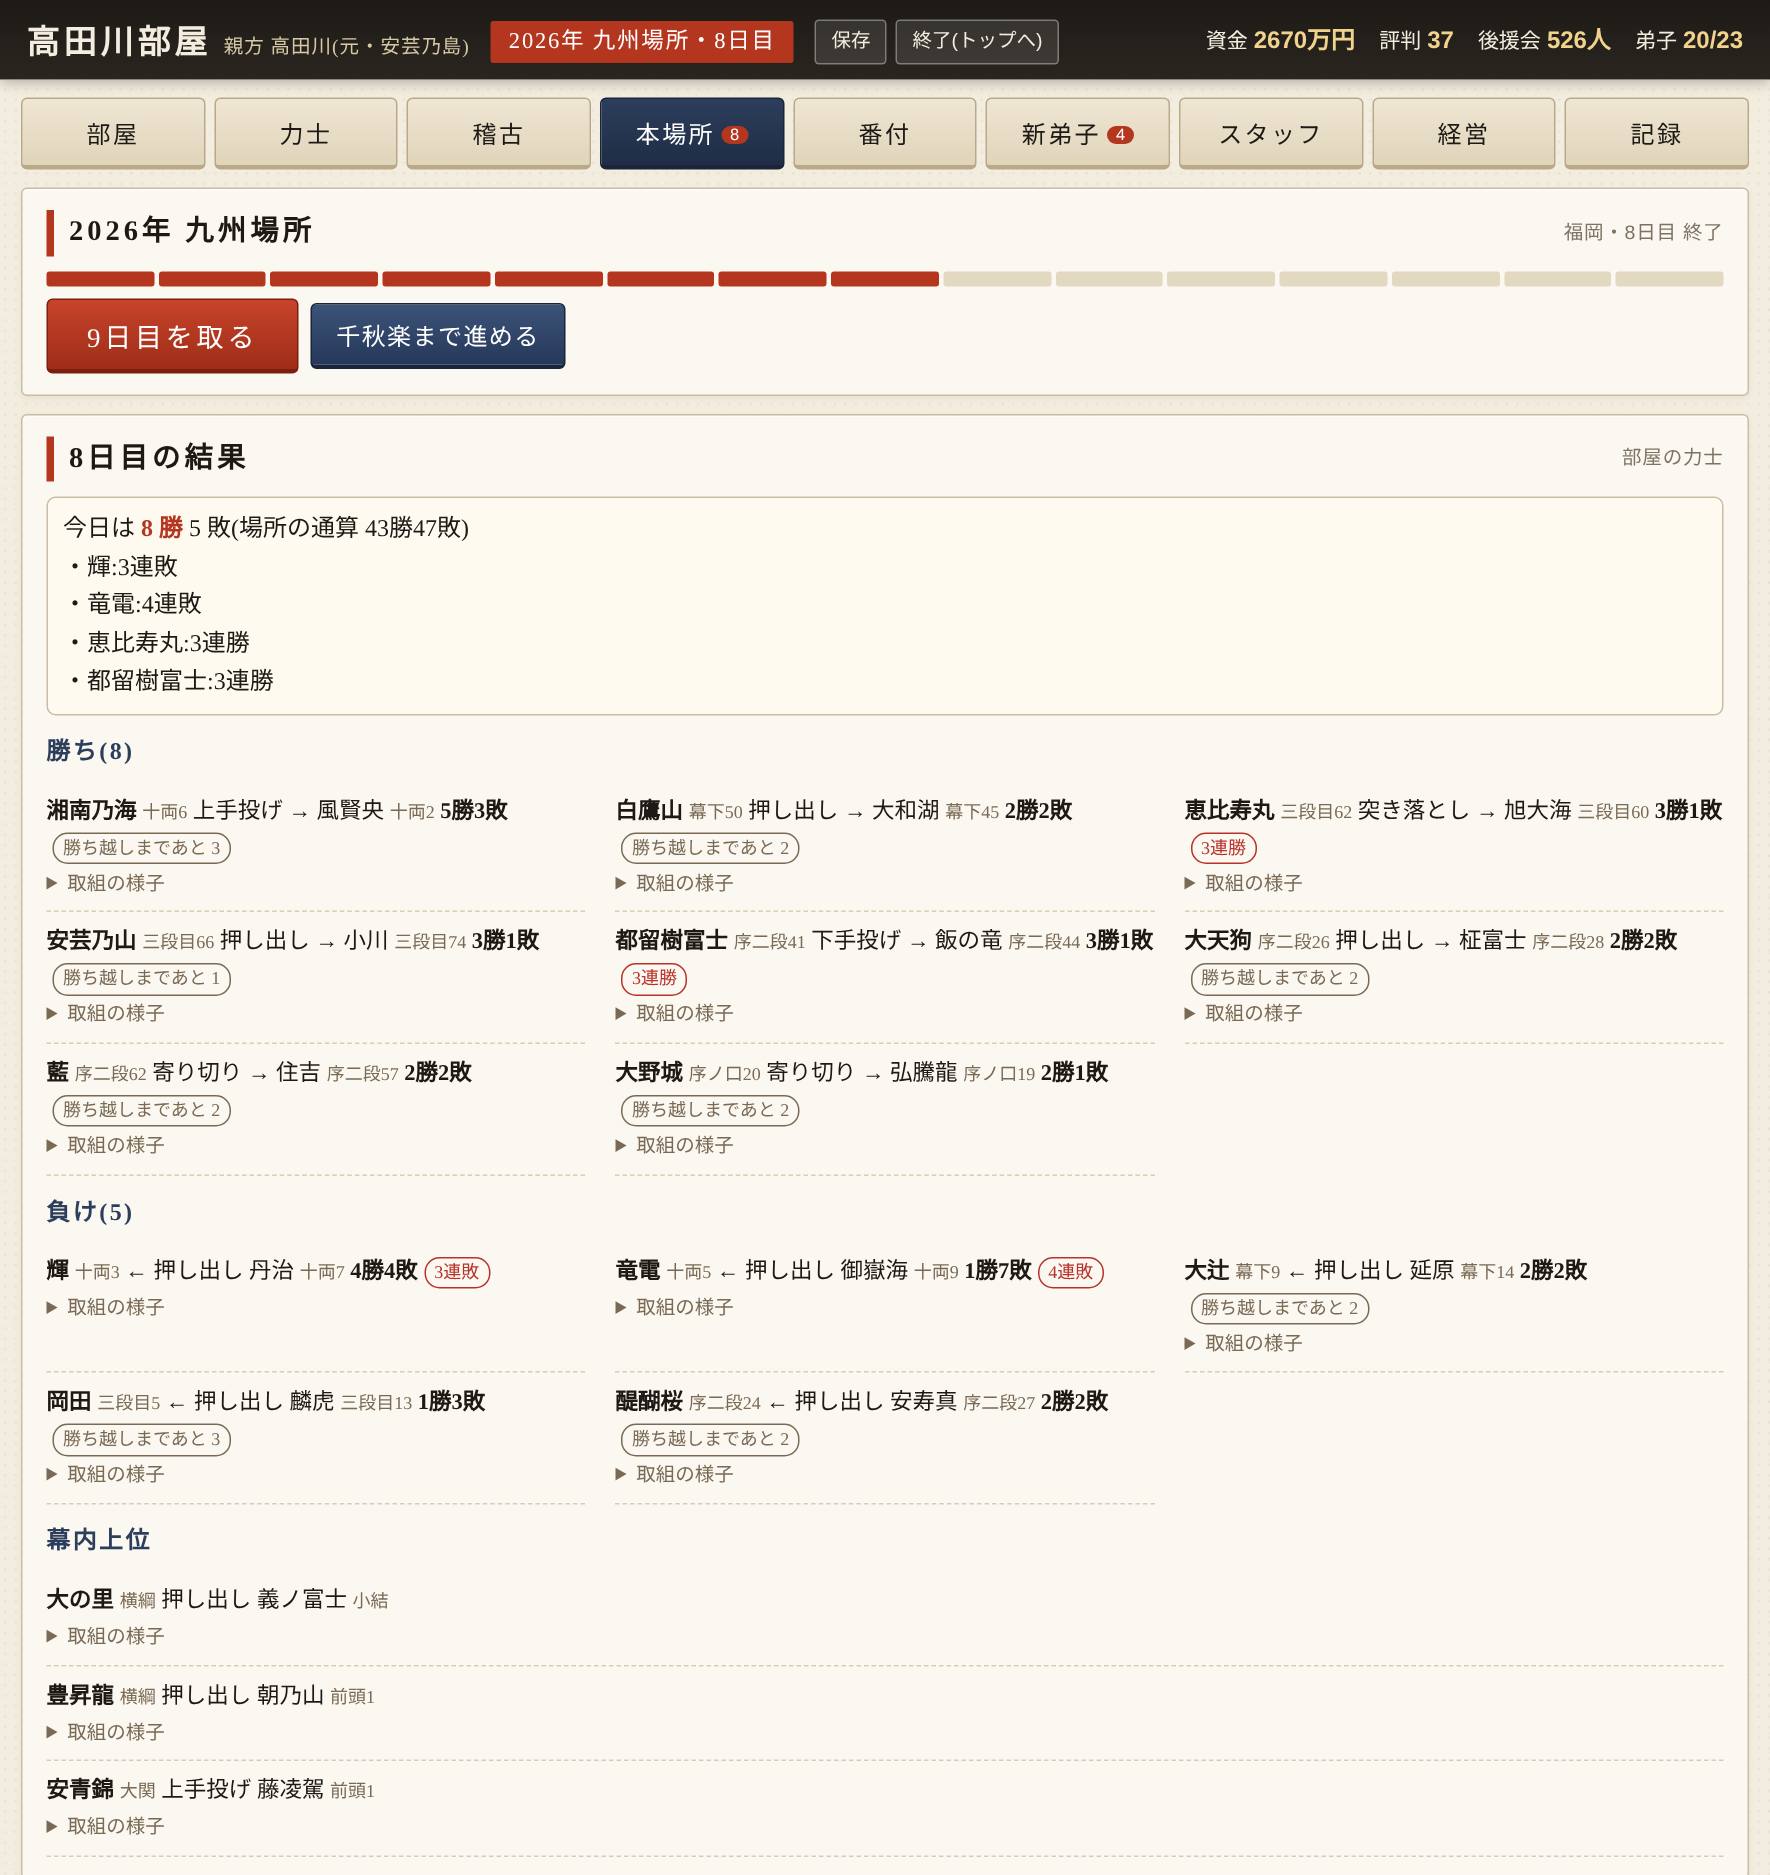 高田川部屋 親方 高田川(元・安芸乃島) 2026年 九州場所・8日目 保存 終了(トップへ) 資金 2670万円 評判 37 後援会 526人 弟子 20/23
部屋 力士 稽古 本場所 8 番付 新弟子 4 スタッフ 経営 記録
2026年 九州場所 福岡・8日目 終了
9日目を取る 千秋楽まで進める
8日目の結果 部屋の力士
今日は 8 勝 5 敗(場所の通算 43勝47敗)
・輝:3連敗
・竜電:4連敗
・恵比寿丸:3連勝
・都留樹富士:3連勝
勝ち(8)
湘南乃海 十両6 上手投げ → 風賢央 十両2 5勝3敗
勝ち越しまであと 3
▶ 取組の様子
白鷹山 幕下50 押し出し → 大和湖 幕下45 2勝2敗
勝ち越しまであと 2
▶ 取組の様子
恵比寿丸 三段目62 突き落とし → 旭大海 三段目60 3勝1敗
3連勝
▶ 取組の様子
安芸乃山 三段目66 押し出し → 小川 三段目74 3勝1敗
勝ち越しまであと 1
▶ 取組の様子
都留樹富士 序二段41 下手投げ → 飯の竜 序二段44 3勝1敗
3連勝
▶ 取組の様子
大天狗 序二段26 押し出し → 柾富士 序二段28 2勝2敗
勝ち越しまであと 2
▶ 取組の様子
藍 序二段62 寄り切り → 住吉 序二段57 2勝2敗
勝ち越しまであと 2
▶ 取組の様子
大野城 序ノ口20 寄り切り → 弘騰龍 序ノ口19 2勝1敗
勝ち越しまであと 2
▶ 取組の様子
負け(5)
輝 十両3 ← 押し出し 丹治 十両7 4勝4敗 3連敗
▶ 取組の様子
竜電 十両5 ← 押し出し 御嶽海 十両9 1勝7敗 4連敗
▶ 取組の様子
大辻 幕下9 ← 押し出し 延原 幕下14 2勝2敗
勝ち越しまであと 2
▶ 取組の様子
岡田 三段目5 ← 押し出し 麟虎 三段目13 1勝3敗
勝ち越しまであと 3
▶ 取組の様子
醍醐桜 序二段24 ← 押し出し 安寿真 序二段27 2勝2敗
勝ち越しまであと 2
▶ 取組の様子
幕内上位
大の里 横綱 押し出し 義ノ富士 小結
▶ 取組の様子
豊昇龍 横綱 押し出し 朝乃山 前頭1
▶ 取組の様子
安青錦 大関 上手投げ 藤凌駕 前頭1
▶ 取組の様子